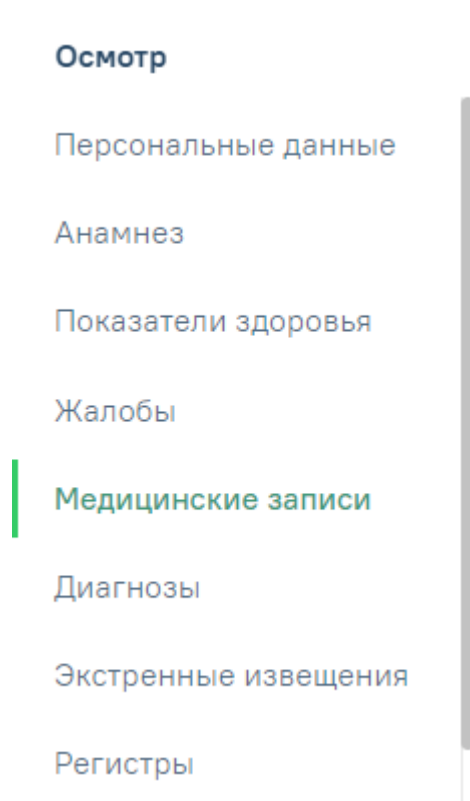 Осмотр
Персональные данные
Анамнез
Показатели здоровья
Жалобы
Медицинские записи
Диагнозы
Экстренные извещения
Регистры